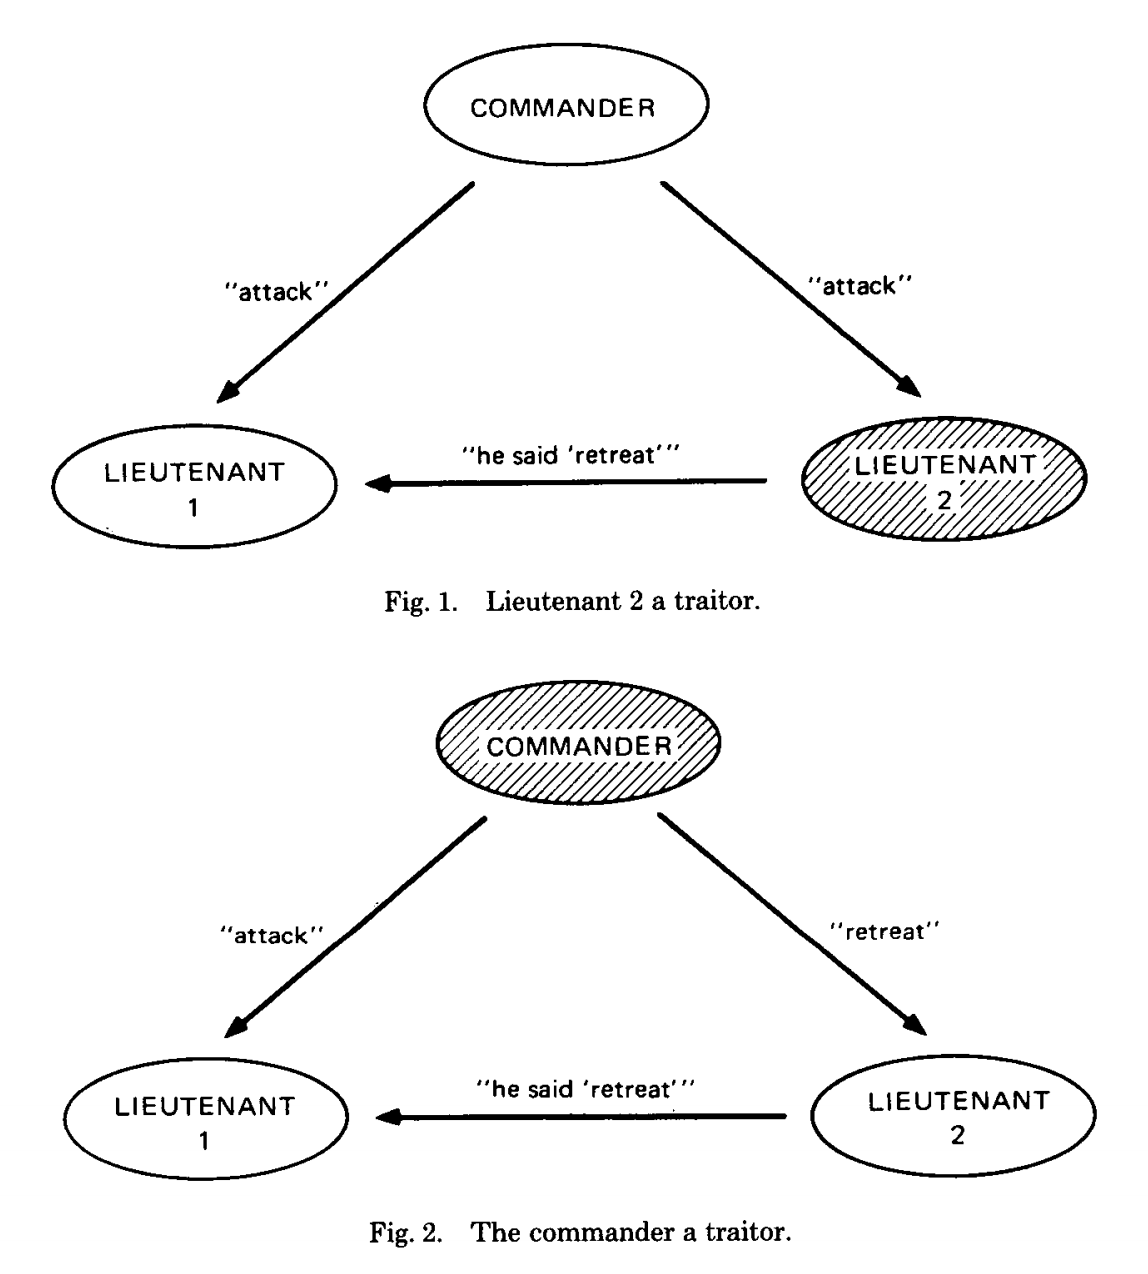 COMMANDER
"attack"
"attack"
"he said 'retreat'"
LIEUTENANT
1
LIEUTENANT
2
Fig. 1. Lieutenant 2 a traitor.
COMMANDER
"attack"
"retreat"
"he said 'retreat'"
LIEUTENANT
1
LIEUTENANT
2
Fig. 2. The commander a traitor.